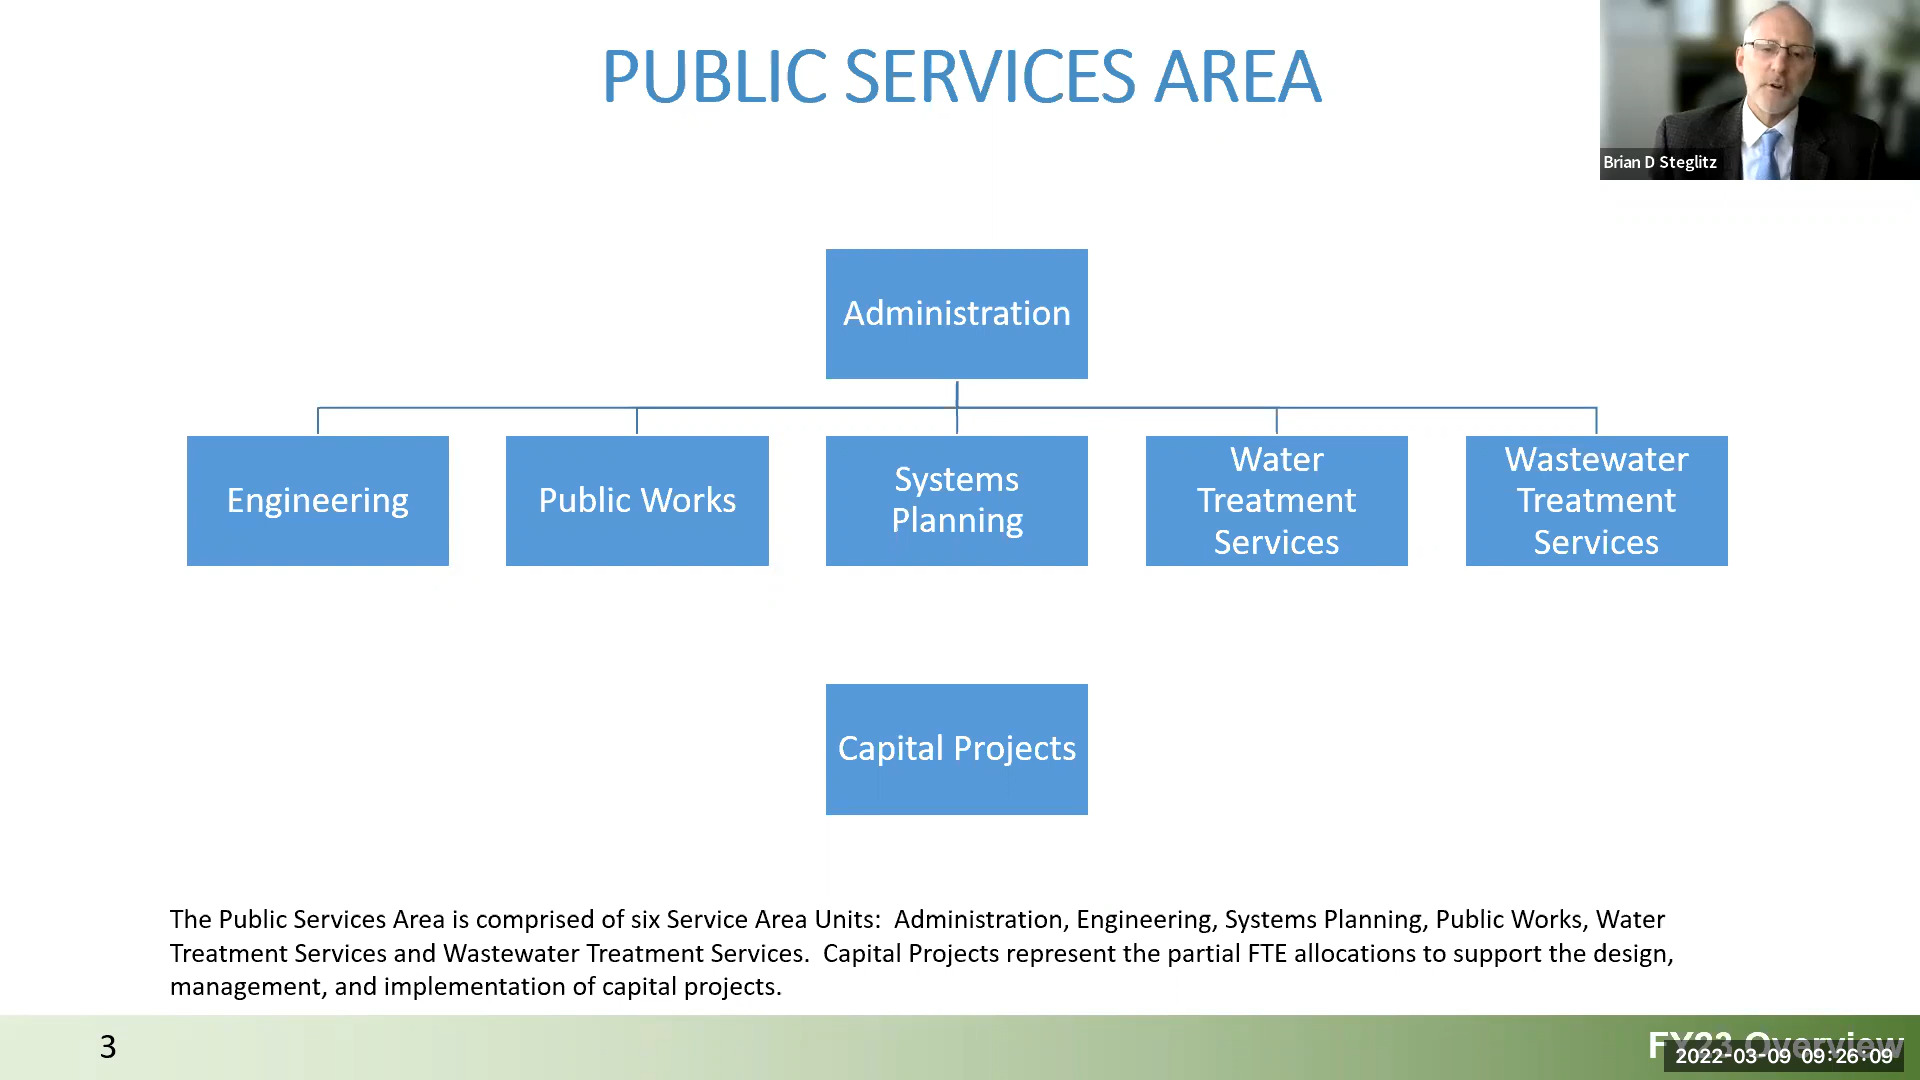 PUBLIC SERVICES AREA
Brian D Steglitz
Administration
Engineering
Public Works
Systems
Planning
Water
Treatment
Services
Wastewater
Treatment
Services
Capital Projects
The Public Services Area is comprised of six Service Area Units:  Administration, Engineering, Systems Planning, Public Works, Water
Treatment Services and Wastewater Treatment Services.  Capital Projects represent the partial FTE allocations to support the design,
management, and implementation of capital projects.
3
FY23 Overview
2022-03-09 09:26:09